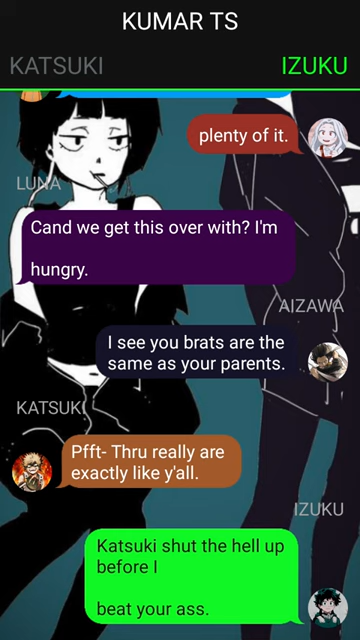 KUMAR TS
KATSUKI
IZUKU
plenty of it.
LUNA
Cand we get this over with? I'm
hungry.
AIZAWA
I see you brats are the
same as your parents.
KATSUKI
Pfft- Thru really are
exactly like y'all.
IZUKU
Katsuki shut the hell up
before I
beat your ass.